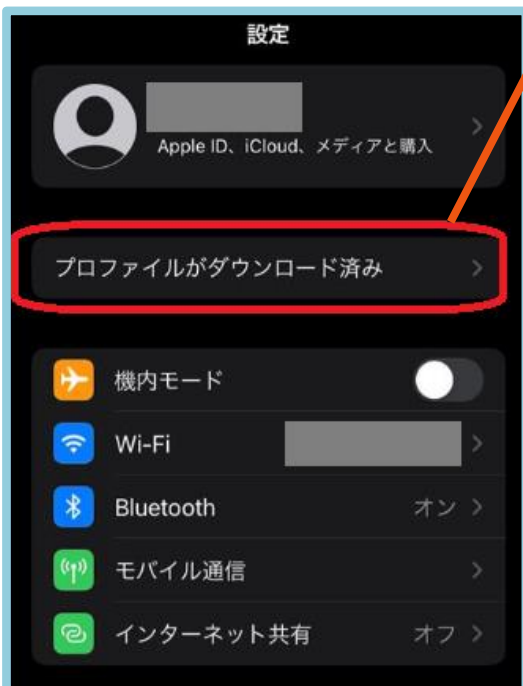 設定
Apple ID、iCloud、メディアと購入
プロファイルがダウンロード済み
機内モード
Wi-Fi
Bluetooth オン
モバイル通信
インターネット共有 オフ